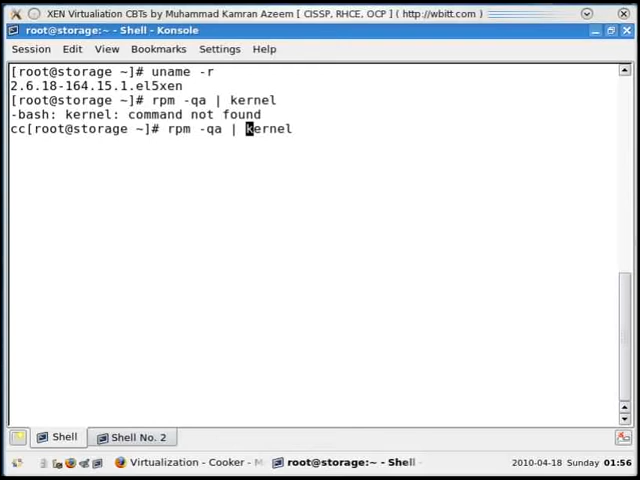 XEN Virtualiation CBTs by Muhammad Kamran Azeem [ CISSP, RHCE, OCP ] ( http://wbitt.com )
root@storage:~ - Shell - Konsole
Session Edit View Bookmarks Settings Help
[root@storage ~]# uname -r
2.6.18-164.15.1.el5xen
[root@storage ~]# rpm -qa | kernel
-bash: kernel: command not found
cc[root@storage ~]# rpm -qa | kernel
Shell Shell No. 2
Virtualization - Cooker - root@storage:~ - Shell - 2010-04-18 Sunday 01:56